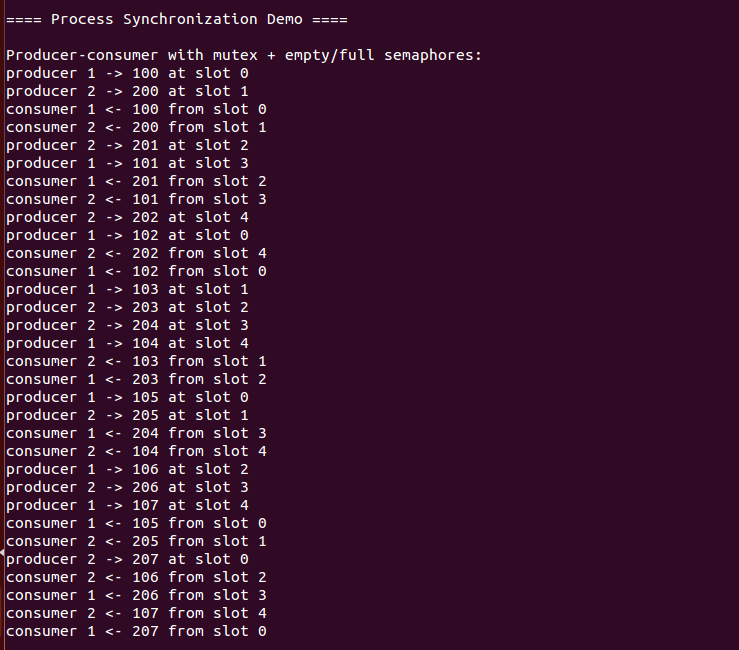 ==== Process Synchronization Demo ====
Producer-consumer with mutex + empty/full semaphores:
producer 1 -> 100 at slot 0
producer 2 -> 200 at slot 1
consumer 1 <- 100 from slot 0
consumer 2 <- 200 from slot 1
producer 2 -> 201 at slot 2
producer 1 -> 101 at slot 3
consumer 1 <- 201 from slot 2
consumer 2 <- 101 from slot 3
producer 2 -> 202 at slot 4
producer 1 -> 102 at slot 0
consumer 2 <- 202 from slot 4
consumer 1 <- 102 from slot 0
producer 1 -> 103 at slot 1
producer 2 -> 203 at slot 2
producer 2 -> 204 at slot 3
producer 1 -> 104 at slot 4
consumer 2 <- 103 from slot 1
consumer 1 <- 203 from slot 2
producer 1 -> 105 at slot 0
producer 2 -> 205 at slot 1
consumer 1 <- 204 from slot 3
consumer 2 <- 104 from slot 4
producer 1 -> 106 at slot 2
producer 2 -> 206 at slot 3
producer 1 -> 107 at slot 4
consumer 1 <- 105 from slot 0
consumer 2 <- 205 from slot 1
producer 2 -> 207 at slot 0
consumer 2 <- 106 from slot 2
consumer 1 <- 206 from slot 3
consumer 2 <- 107 from slot 4
consumer 1 <- 207 from slot 0